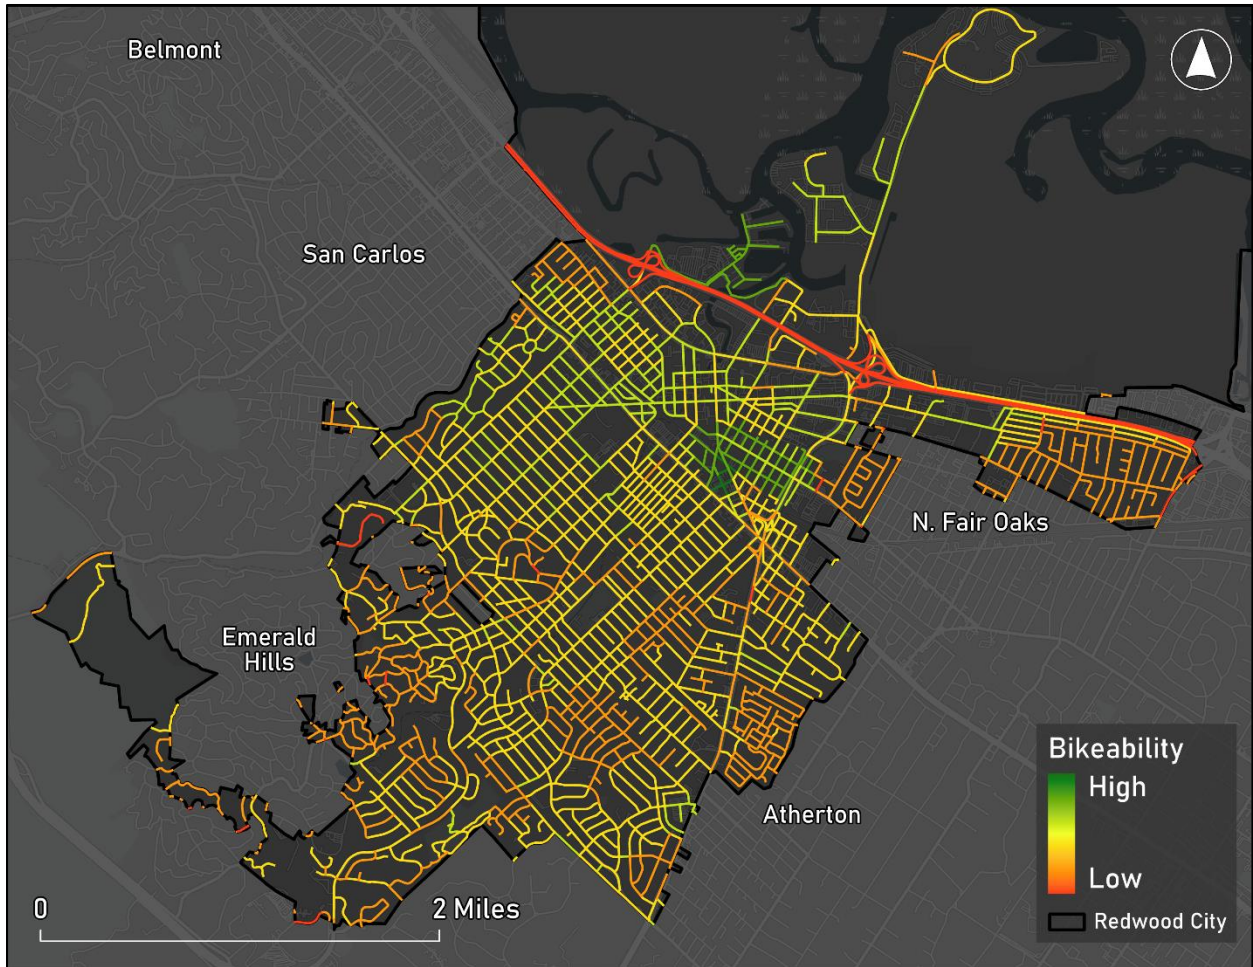 Belmont
San Carlos
N. Fair Oaks
Emerald
Hills
Atherton
Bikeability
High
Low
Redwood City
0
2 Miles